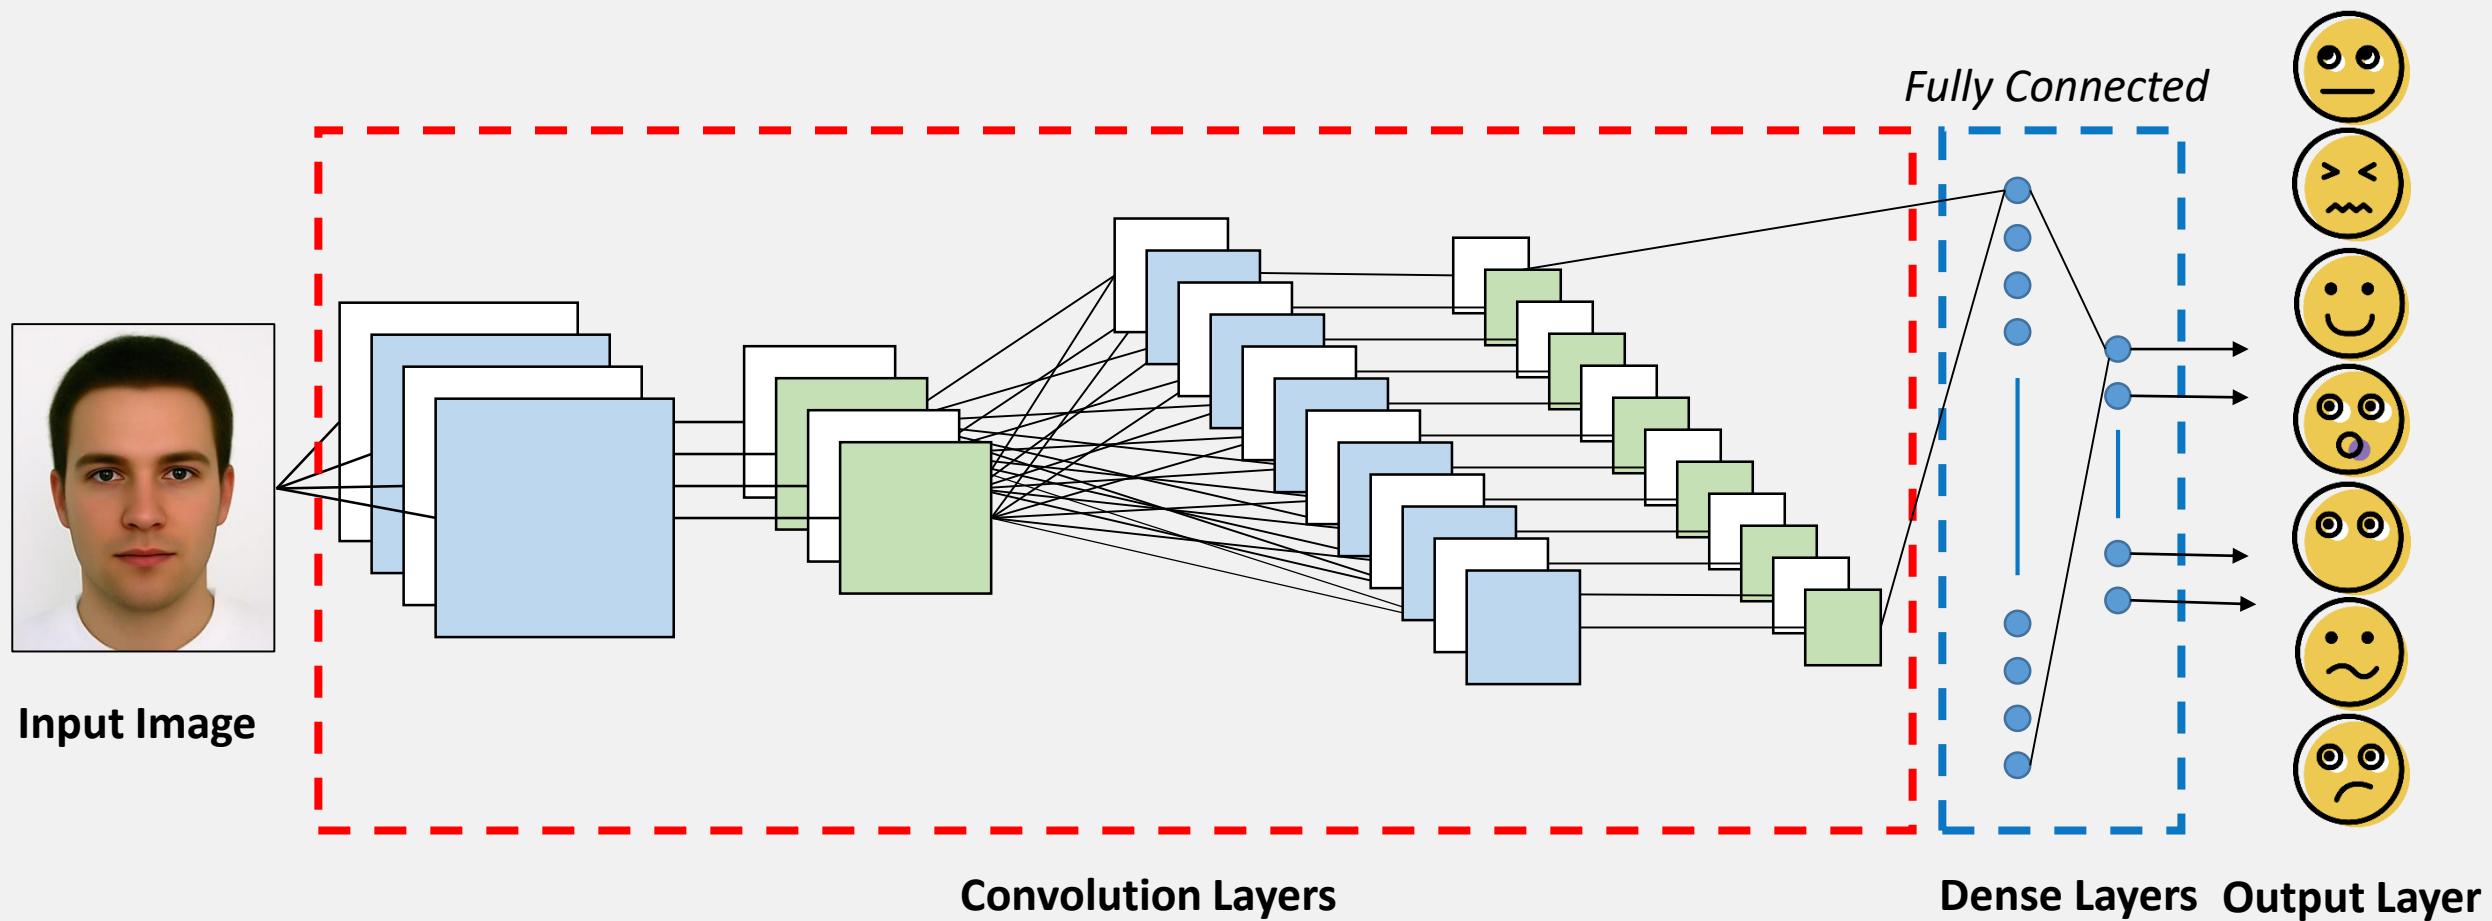 Fully Connected
Input Image
Convolution Layers
Dense Layers
Output Layer